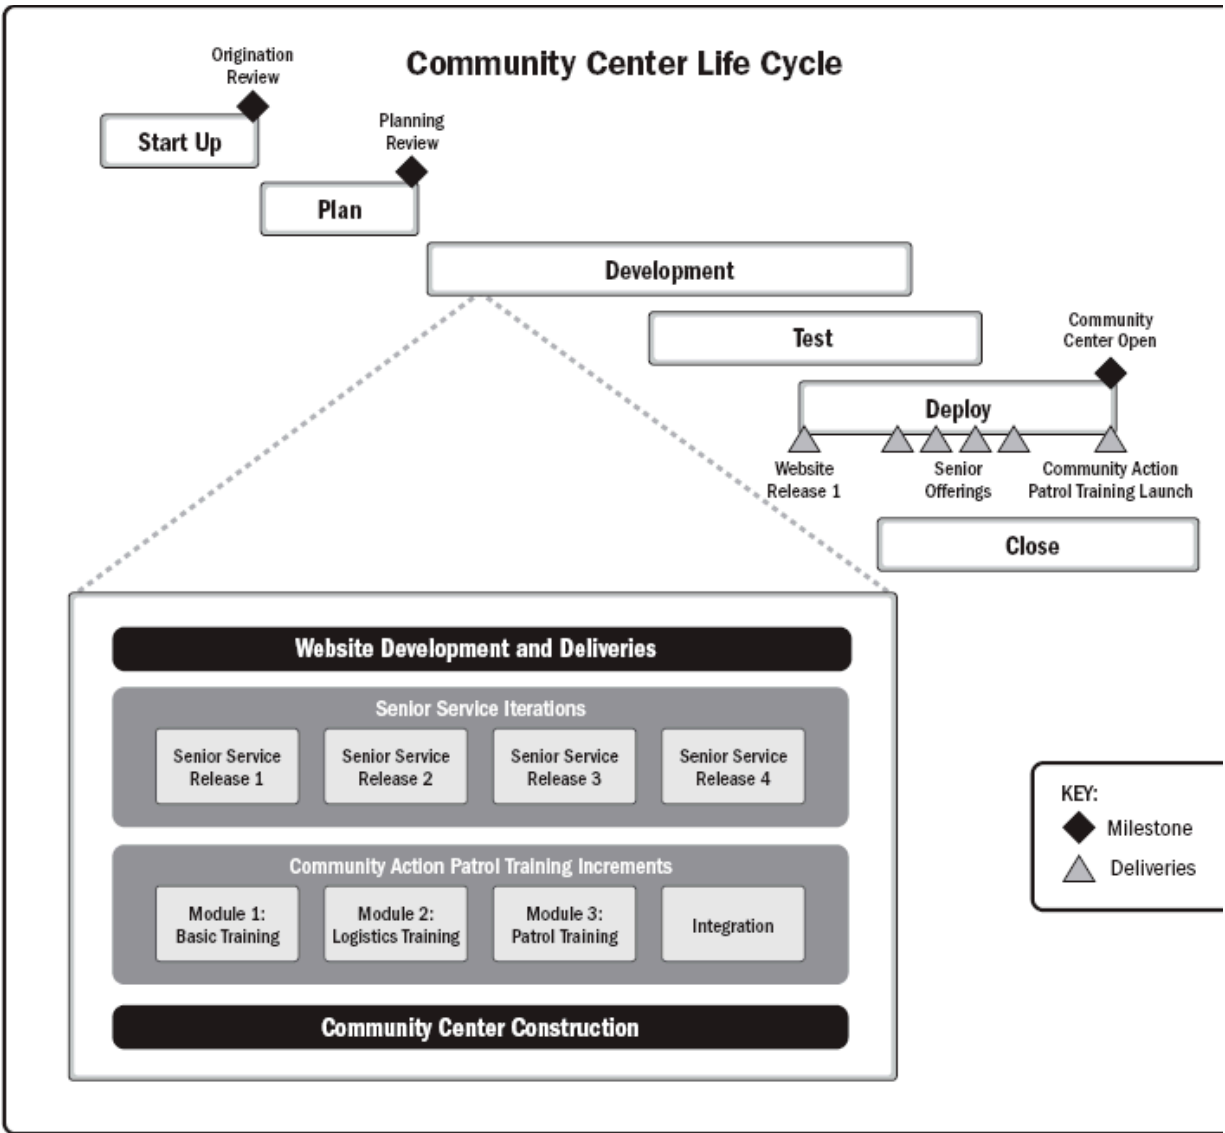 Community Center Life Cycle
Origination
Review
Start Up
Planning
Review
Plan
Development
Test
Community
Center Open
Deploy
Website
Release 1
Senior
Offerings
Community Action
Patrol Training Launch
Close
Website Development and Deliveries
Senior Service Iterations
Senior Service
Release 1
Senior Service
Release 2
Senior Service
Release 3
Senior Service
Release 4
Community Action Patrol Training Increments
Module 1:
Basic Training
Module 2:
Logistics Training
Module 3:
Patrol Training
Integration
Community Center Construction
KEY:
Milestone
Deliveries